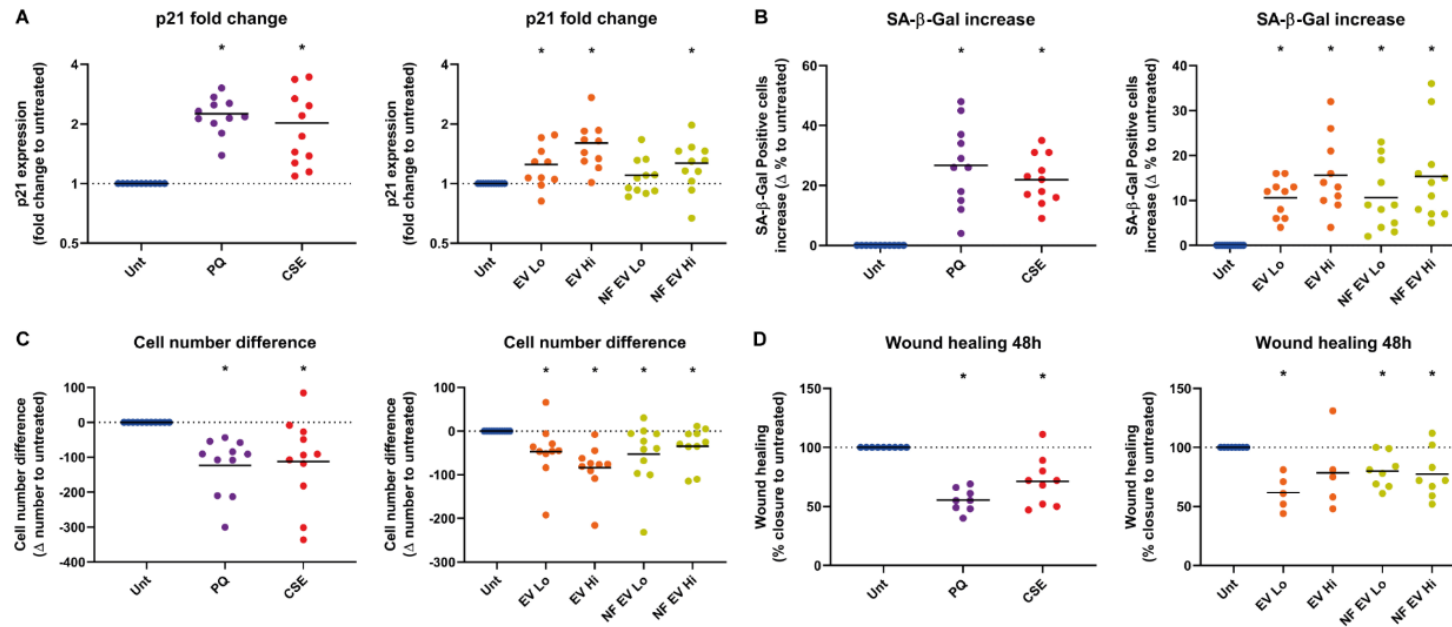 A
p21 fold change
p21 expression
(fold change to untreated)
4
2
1
0.5
*
*
Unt
PQ
CSE
p21 fold change
p21 expression
(fold change to untreated)
4
2
1
0.5
*
*
*
Unt
EV Lo
EV Hi
NF EV Lo
NF EV Hi
B
SA-β-Gal increase
SA-β-Gal Positive cells
increase (Δ % to untreated)
60
40
20
0
*
*
Unt
PQ
CSE
SA-β-Gal increase
SA-β-Gal Positive cells
increase (Δ % to untreated)
40
30
20
10
0
*
*
*
*
Unt
EV Lo
EV Hi
NF EV Lo
NF EV Hi
C
Cell number difference
Cell number difference
(Δ number to untreated)
100
0
-100
-200
-300
-400
*
*
Unt
PQ
CSE
Cell number difference
Cell number difference
(Δ number to untreated)
100
0
-100
-200
-300
*
*
*
*
Unt
EV Lo
EV Hi
NF EV Lo
NF EV Hi
D
Wound healing 48h
Wound healing
(% closure to untreated)
150
100
50
0
*
*
Unt
PQ
CSE
Wound healing 48h
Wound healing
(% closure to untreated)
150
100
50
0
*
*
*
Unt
EV Lo
EV Hi
NF EV Lo
NF EV Hi